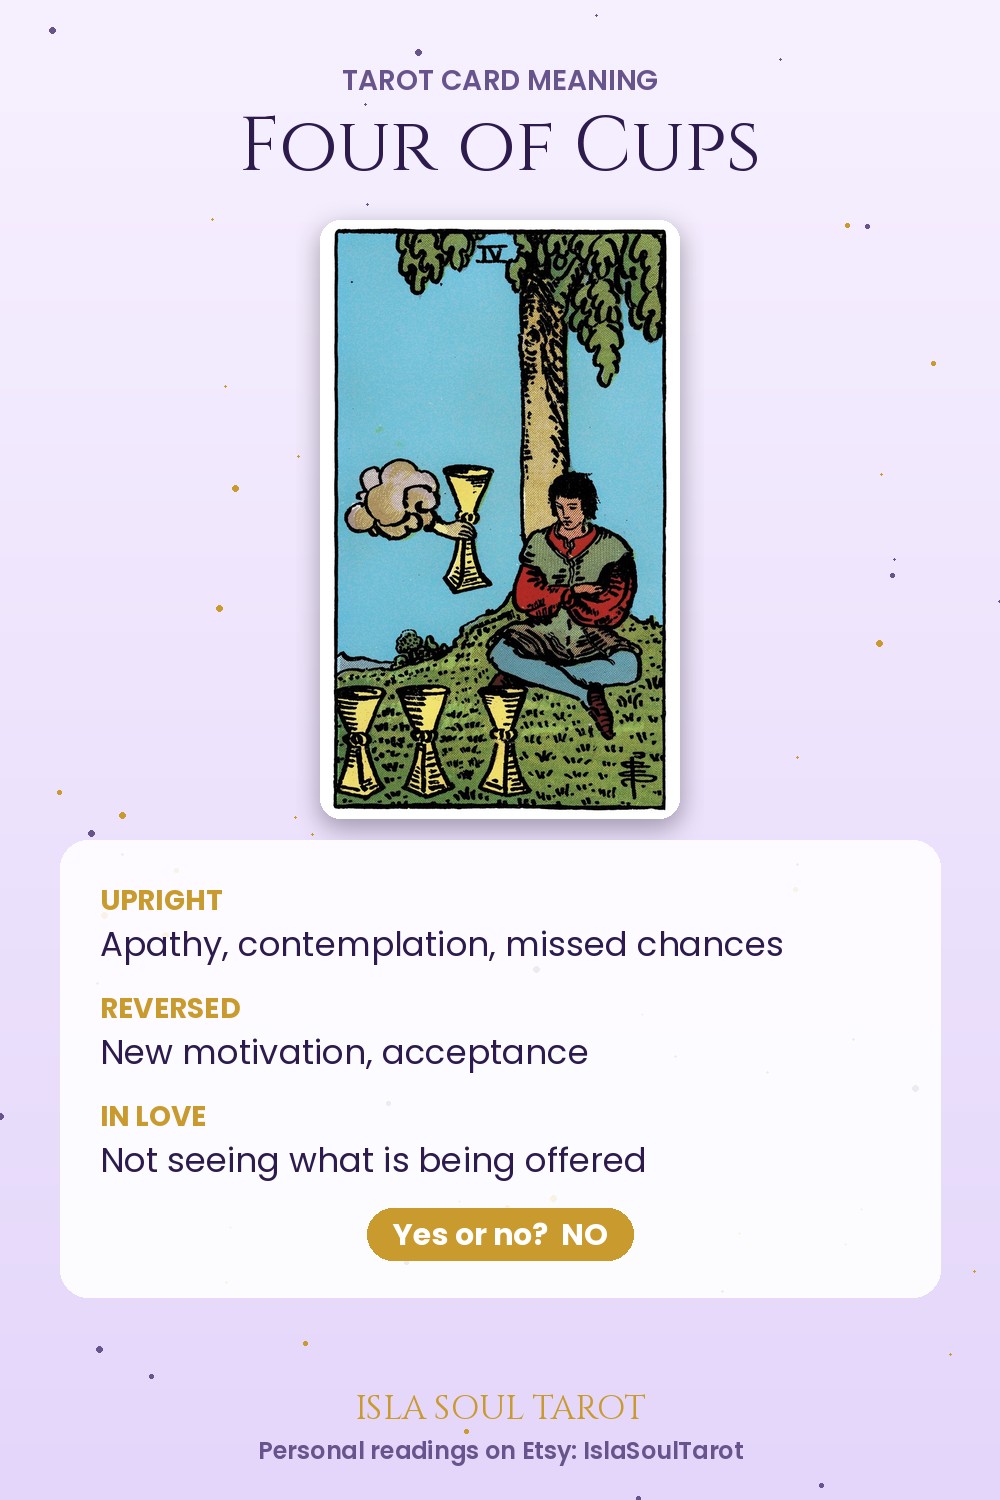 TAROT CARD MEANING
Four of Cups
IV
UPRIGHT
Apathy, contemplation, missed chances
REVERSED
New motivation, acceptance
IN LOVE
Not seeing what is being offered
Yes or no? NO
ISLA SOUL TAROT
Personal readings on Etsy: IslaSoulTarot